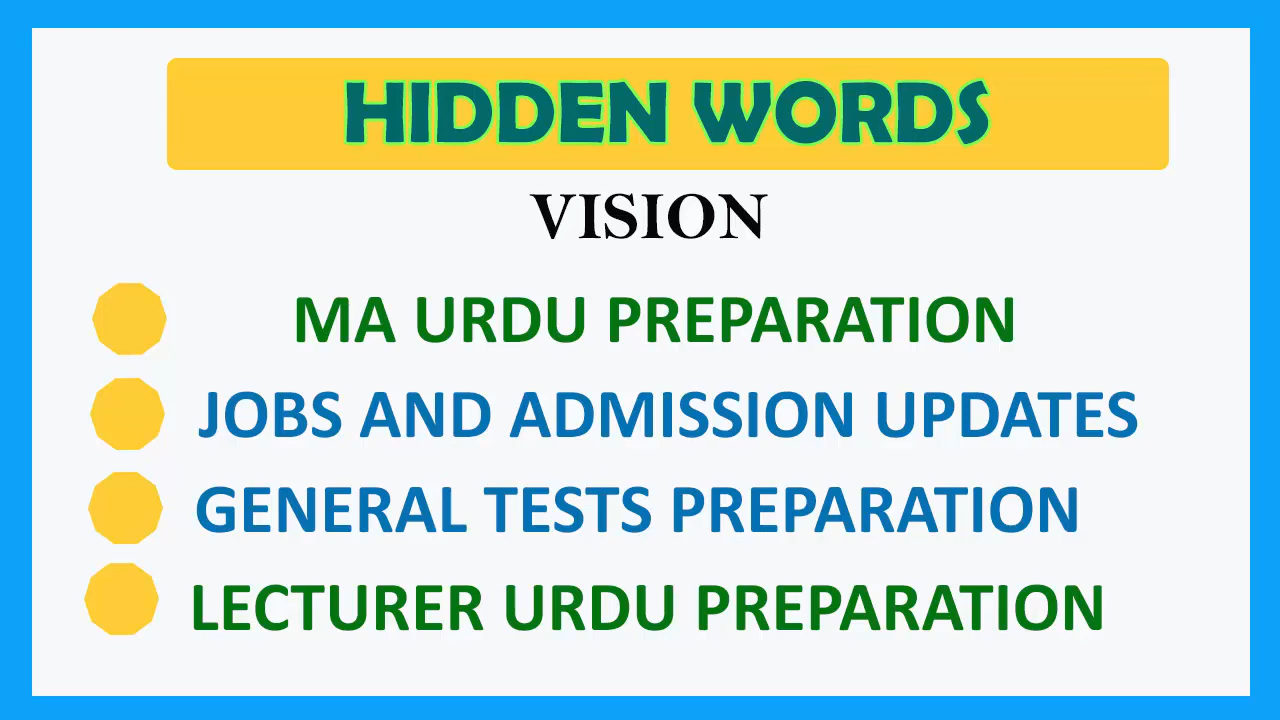 HIDDEN WORDS
VISION
MA URDU PREPARATION
JOBS AND ADMISSION UPDATES
GENERAL TESTS PREPARATION
LECTURER URDU PREPARATION